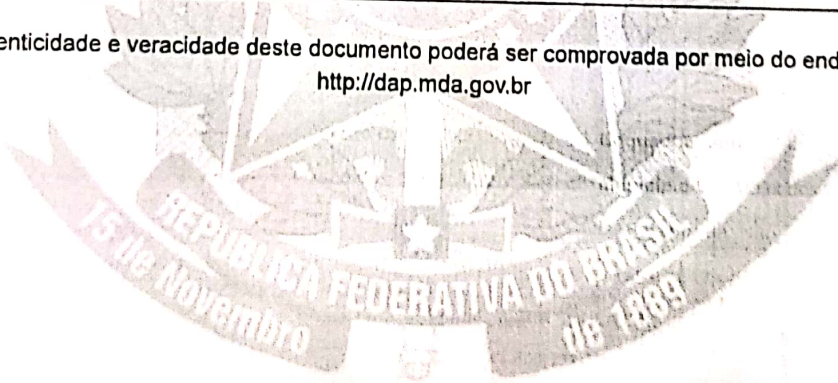 enticidade e veracidade deste documento poderá ser comprovada por meio do end
http://dap.mda.gov.br
REPÚBLICA FEDERATIVA DO BRASIL
15 de Novembro de 1889